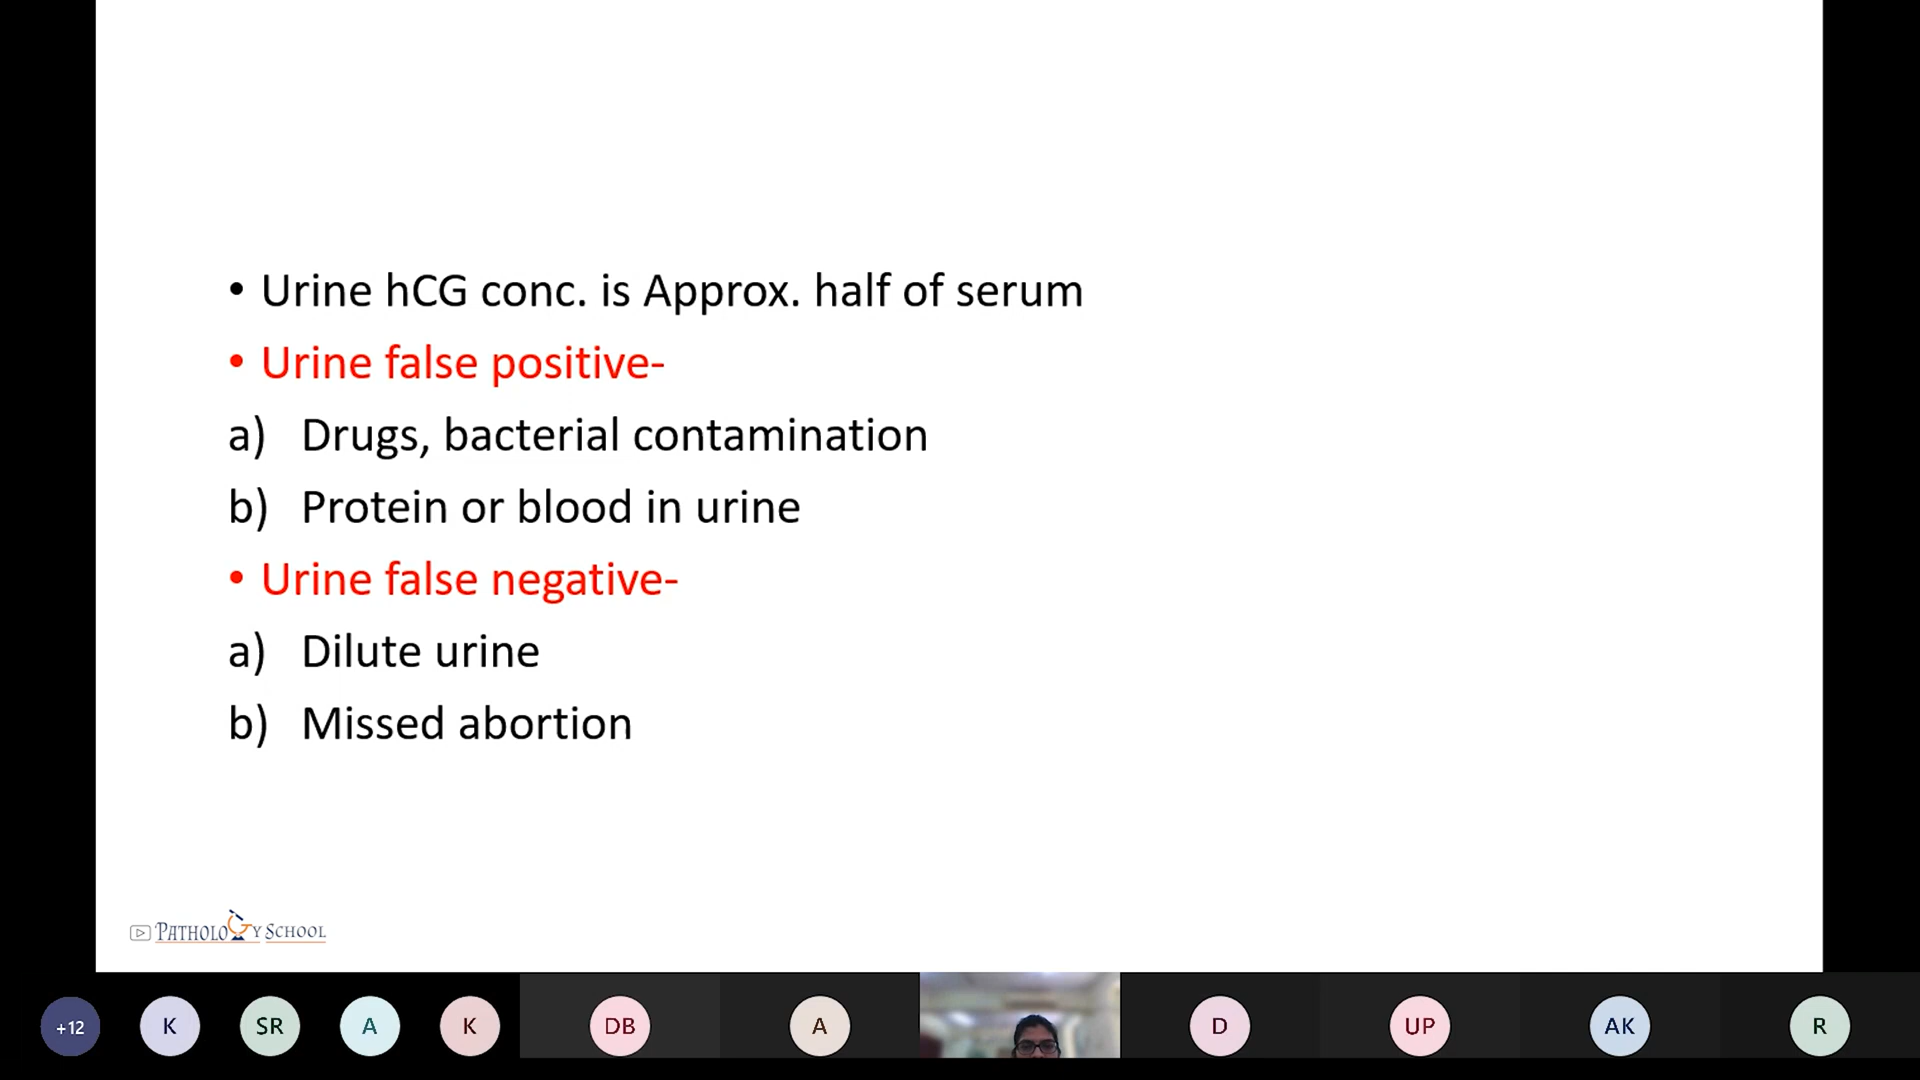 • Urine hCG conc. is Approx. half of serum
• Urine false positive-
a) Drugs, bacterial contamination
b) Protein or blood in urine
• Urine false negative-
a) Dilute urine
b) Missed abortion
PATHOLOGY SCHOOL
+12 K SR A K DB A D UP AK R